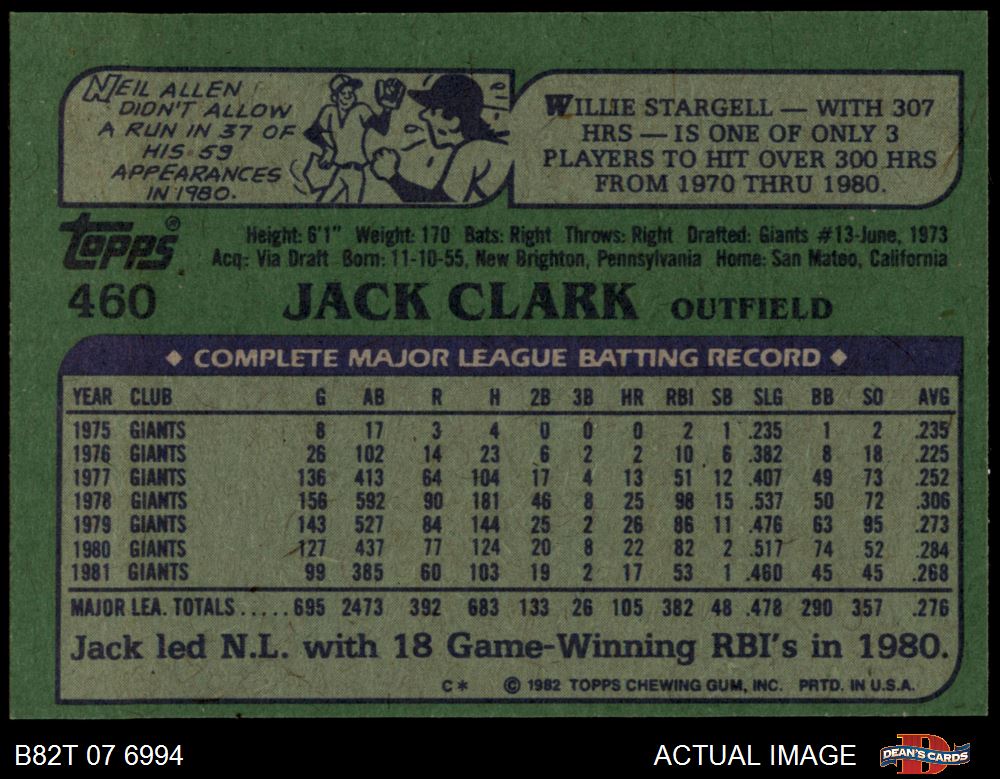 NEIL ALLEN
DIDN'T ALLOW
A RUN IN 37 OF
HIS 59
APPEARANCES
IN 1980.
WILLIE STARGELL — WITH 307
HRS — IS ONE OF ONLY 3
PLAYERS TO HIT OVER 300 HRS
FROM 1970 THRU 1980.
topps®
Height: 6'1" Weight: 170 Bats: Right Throws: Right Drafted: Giants #13-June, 1973
Acq: Via Draft Born: 11-10-55, New Brighton, Pennsylvania Home: San Mateo, California
460 JACK CLARK OUTFIELD
◆ COMPLETE MAJOR LEAGUE BATTING RECORD ◆
YEAR CLUB G AB R H 2B 3B HR RBI SB SLG BB SO AVG
1975 GIANTS 8 17 3 4 0 0 0 2 1 .235 1 2 .235
1976 GIANTS 26 102 14 23 6 2 2 10 6 .382 8 18 .225
1977 GIANTS 136 413 64 104 17 4 13 51 12 .407 49 73 .252
1978 GIANTS 156 592 90 181 46 8 25 98 15 .537 50 72 .306
1979 GIANTS 143 527 84 144 25 2 26 86 11 .476 63 95 .273
1980 GIANTS 127 437 77 124 20 8 22 82 2 .517 74 52 .284
1981 GIANTS 99 385 60 103 19 2 17 53 1 .460 45 45 .268
MAJOR LEA. TOTALS.....695 2473 392 683 133 26 105 382 48 .478 290 357 .276
Jack led N.L. with 18 Game-Winning RBI's in 1980.
C* © 1982 TOPPS CHEWING GUM, INC. PRTD. IN U.S.A.
B82T 07 6994 ACTUAL IMAGE D DEAN'S CARDS